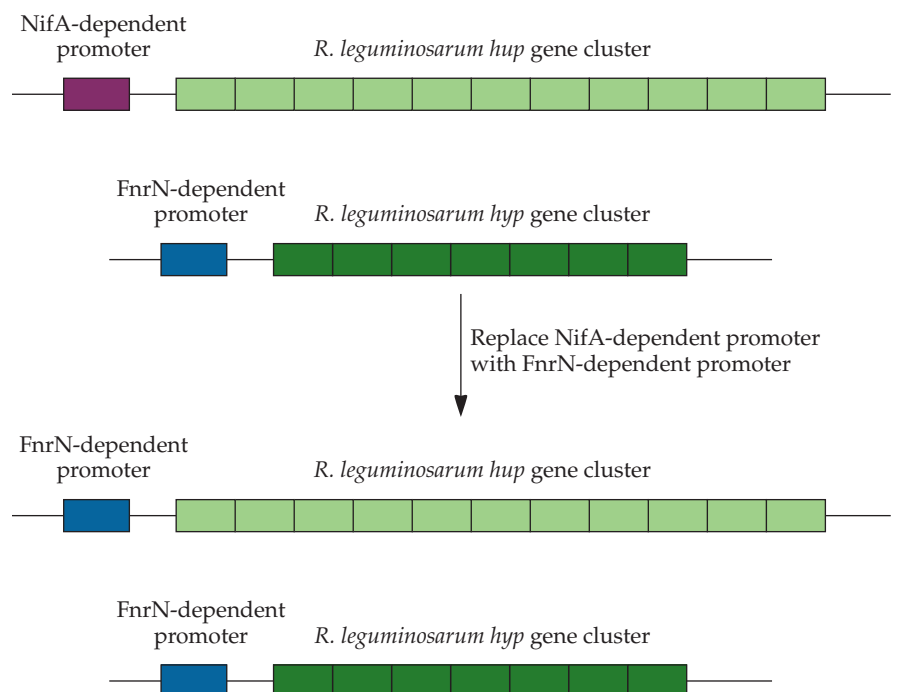 NifA-dependent
promoter
R. leguminosarum hup gene cluster
FnrN-dependent
promoter
R. leguminosarum hyp gene cluster
Replace NifA-dependent promoter
with FnrN-dependent promoter
FnrN-dependent
promoter
R. leguminosarum hup gene cluster
FnrN-dependent
promoter
R. leguminosarum hyp gene cluster